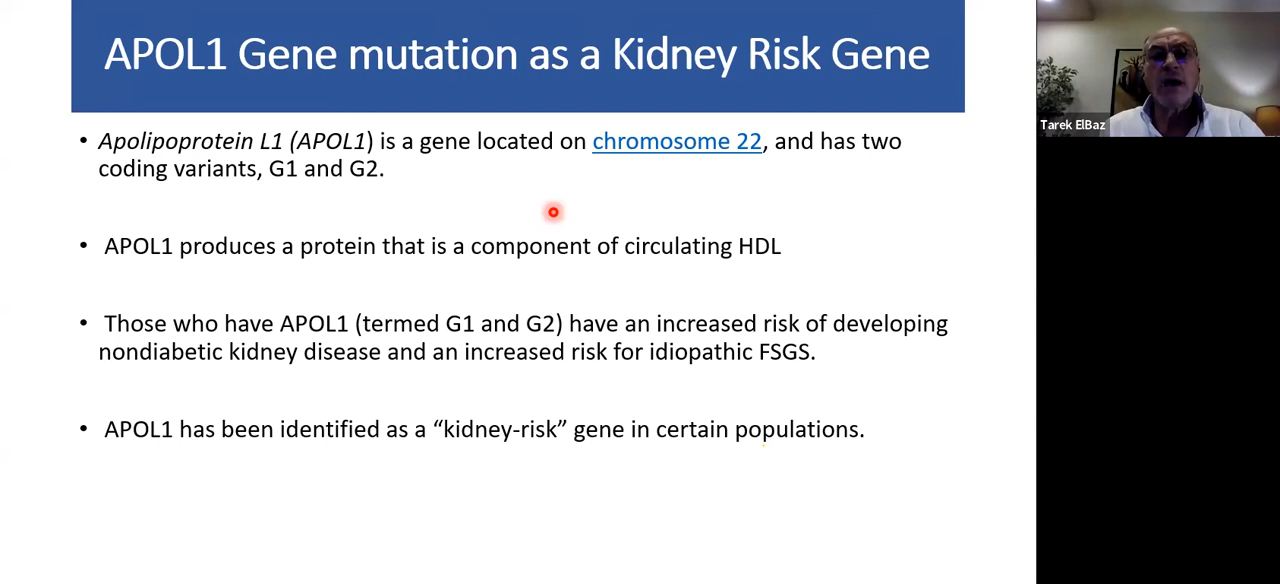 APOL1 Gene mutation as a Kidney Risk Gene
• Apolipoprotein L1 (APOL1) is a gene located on chromosome 22, and has two
coding variants, G1 and G2.
• APOL1 produces a protein that is a component of circulating HDL
• Those who have APOL1 (termed G1 and G2) have an increased risk of developing
nondiabetic kidney disease and an increased risk for idiopathic FSGS.
• APOL1 has been identified as a “kidney-risk” gene in certain populations.
Tarek ElBaz